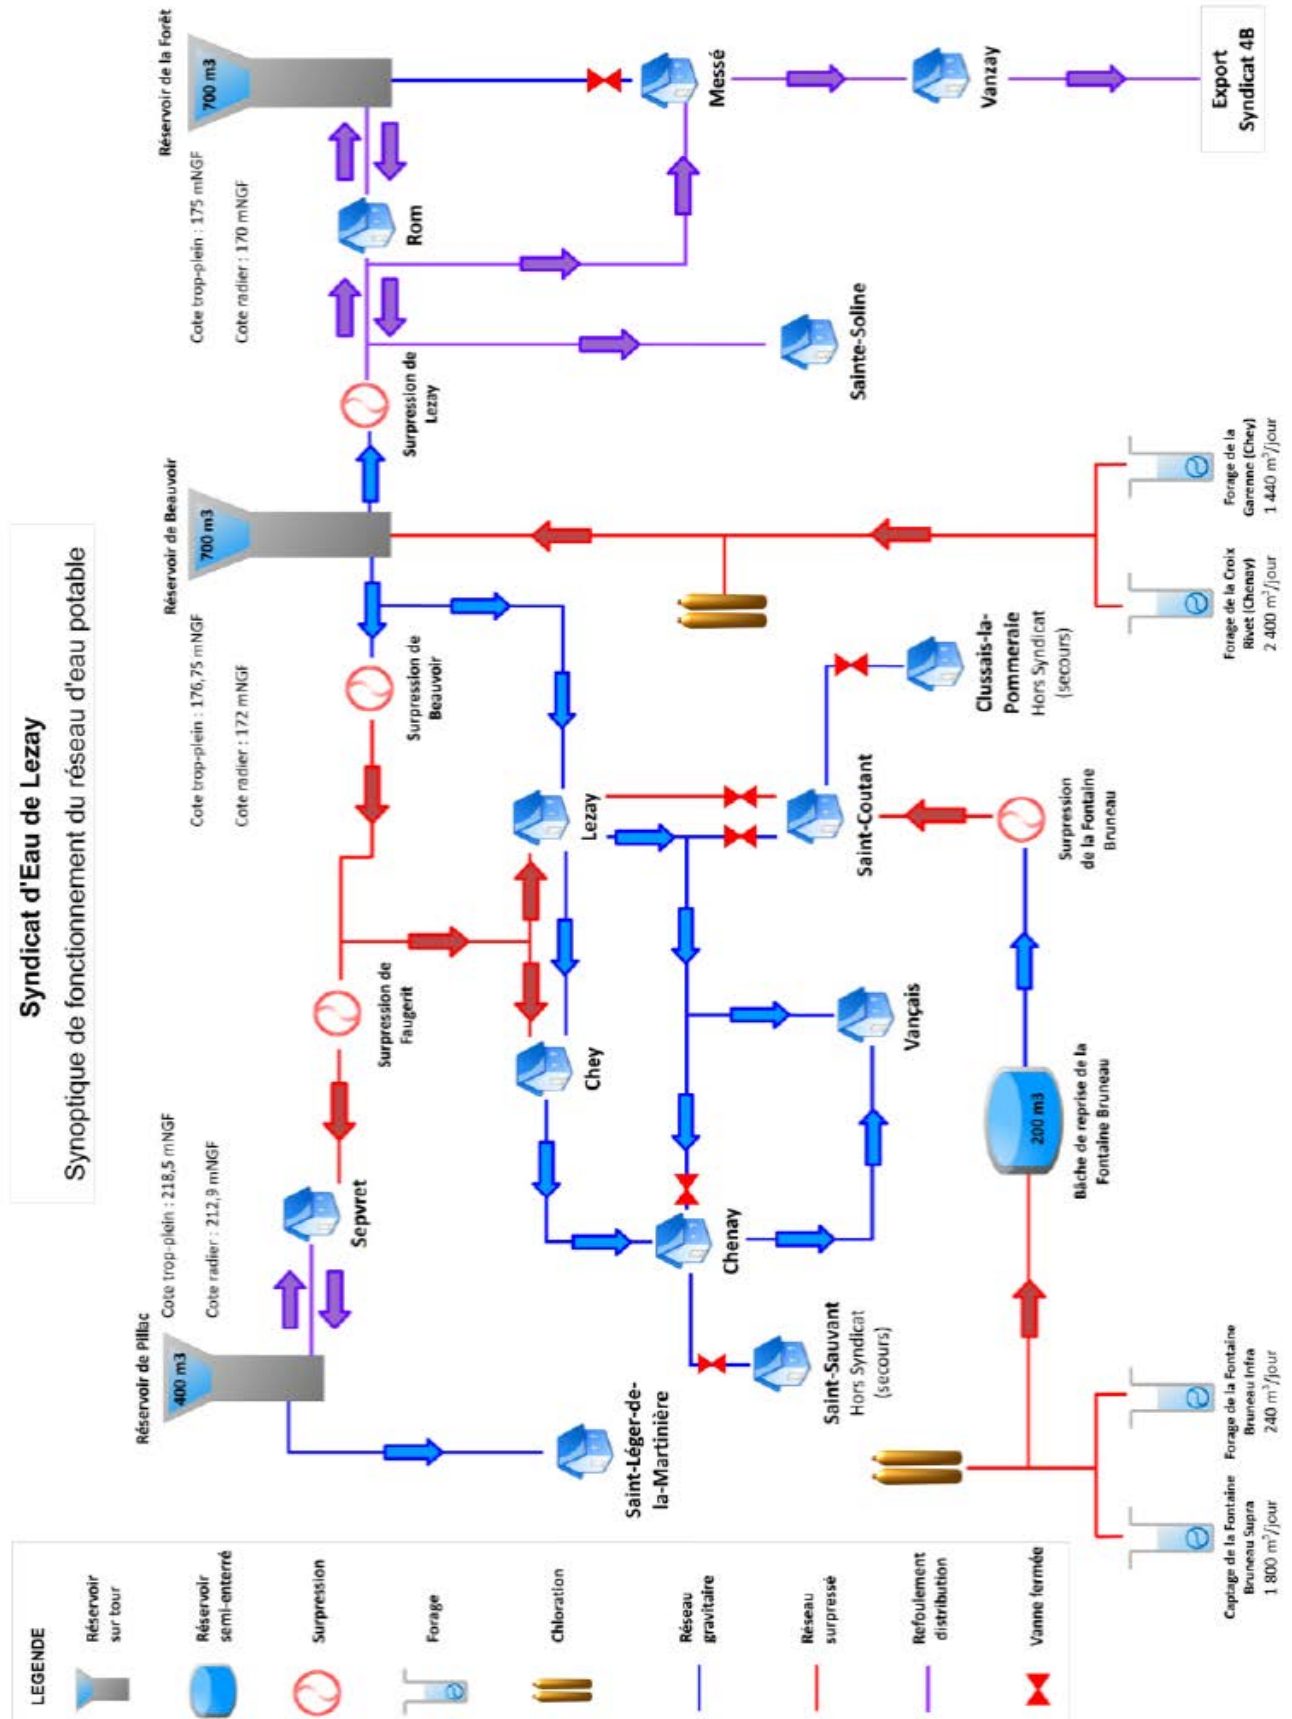 Syndicat d'Eau de Lezay
Synoptique de fonctionnement du réseau d'eau potable
Réservoir de Pillac
400 m3
Cote trop-plein : 218,5 mNGF
Cote radier : 212,9 mNGF
Réservoir de Beauvoir
700 m3
Cote trop-plein : 176,75 mNGF
Cote radier : 172 mNGF
Réservoir de la Forêt
700 m3
Cote trop-plein : 175 mNGF
Cote radier : 170 mNGF
Sepvret
Surpression de
Faugerit
Surpression de
Beauvoir
Surpression de
Lezay
Rom
Saint-Léger-de-
la-Martinière
Chey
Lezay
Messé
Chenay
Saint-Sauvant
Hors Syndicat
(secours)
Vançais
Saint-Coutant
Clussais-la-
Pommeraie
Hors Syndicat
(secours)
Sainte-Soline
Vanzay
Export
Syndicat 4B
200 m3
Bâche de reprise de la
Fontaine Bruneau
Surpression
de la Fontaine
Bruneau
Captage de la Fontaine
Bruneau Supra
1 800 m³/jour
Forage de la Fontaine
Bruneau Infra
240 m³/jour
Forage de la Croix
Rivet (Chenay)
2 400 m³/jour
Forage de la
Garenne (Chey)
1 440 m³/jour
LEGENDE
Réservoir
sur tour
Réservoir
semi-enterré
Surpression
Forage
Chloration
Réseau
gravitaire
Réseau
surpressé
Refoulement
distribution
Vanne fermée